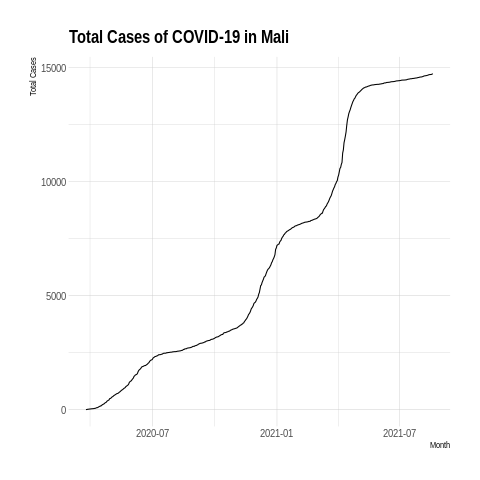 Total Cases of COVID-19 in Mali
Total Cases
15000
10000
5000
0
2020-07
2021-01
2021-07
Month